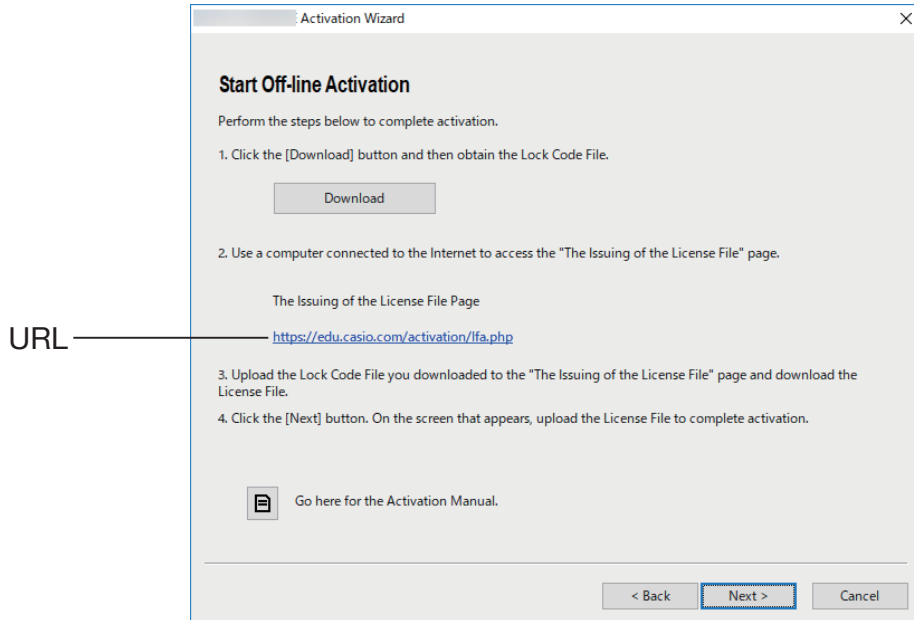 Activation Wizard
Start Off-line Activation
Perform the steps below to complete activation.
1. Click the [Download] button and then obtain the Lock Code File.
Download
2. Use a computer connected to the Internet to access the "The Issuing of the License File" page.
The Issuing of the License File Page
URL
https://edu.casio.com/activation/lfa.php
3. Upload the Lock Code File you downloaded to the "The Issuing of the License File" page and download the
License File.
4. Click the [Next] button. On the screen that appears, upload the License File to complete activation.
Go here for the Activation Manual.
< Back Next > Cancel